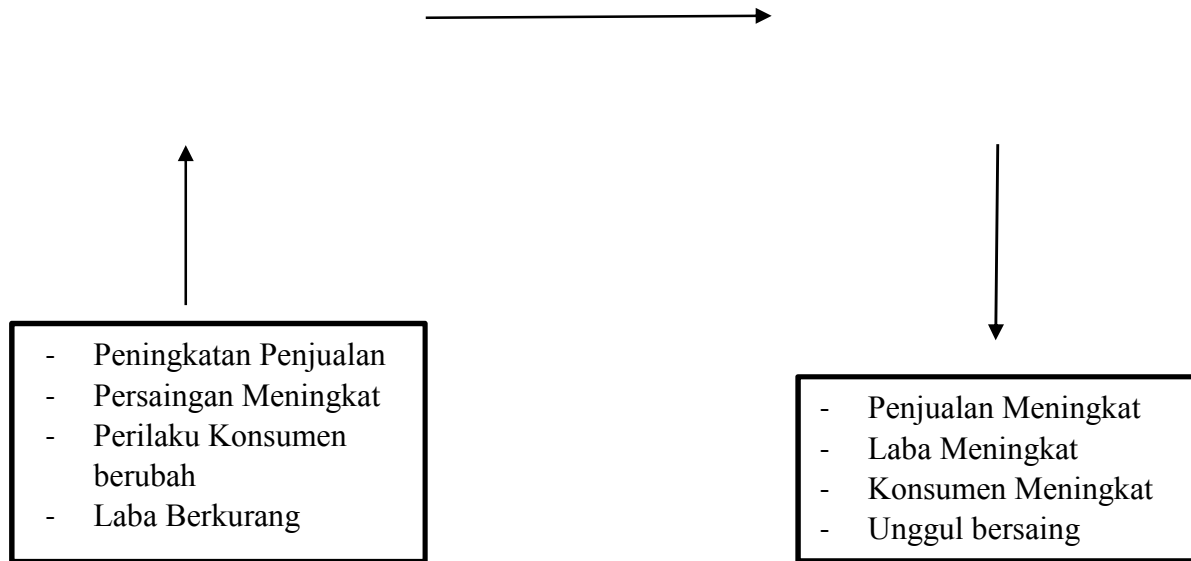 - Peningkatan Penjualan
- Persaingan Meningkat
- Perilaku Konsumen
berubah
- Laba Berkurang
- Penjualan Meningkat
- Laba Meningkat
- Konsumen Meningkat
- Unggul bersaing